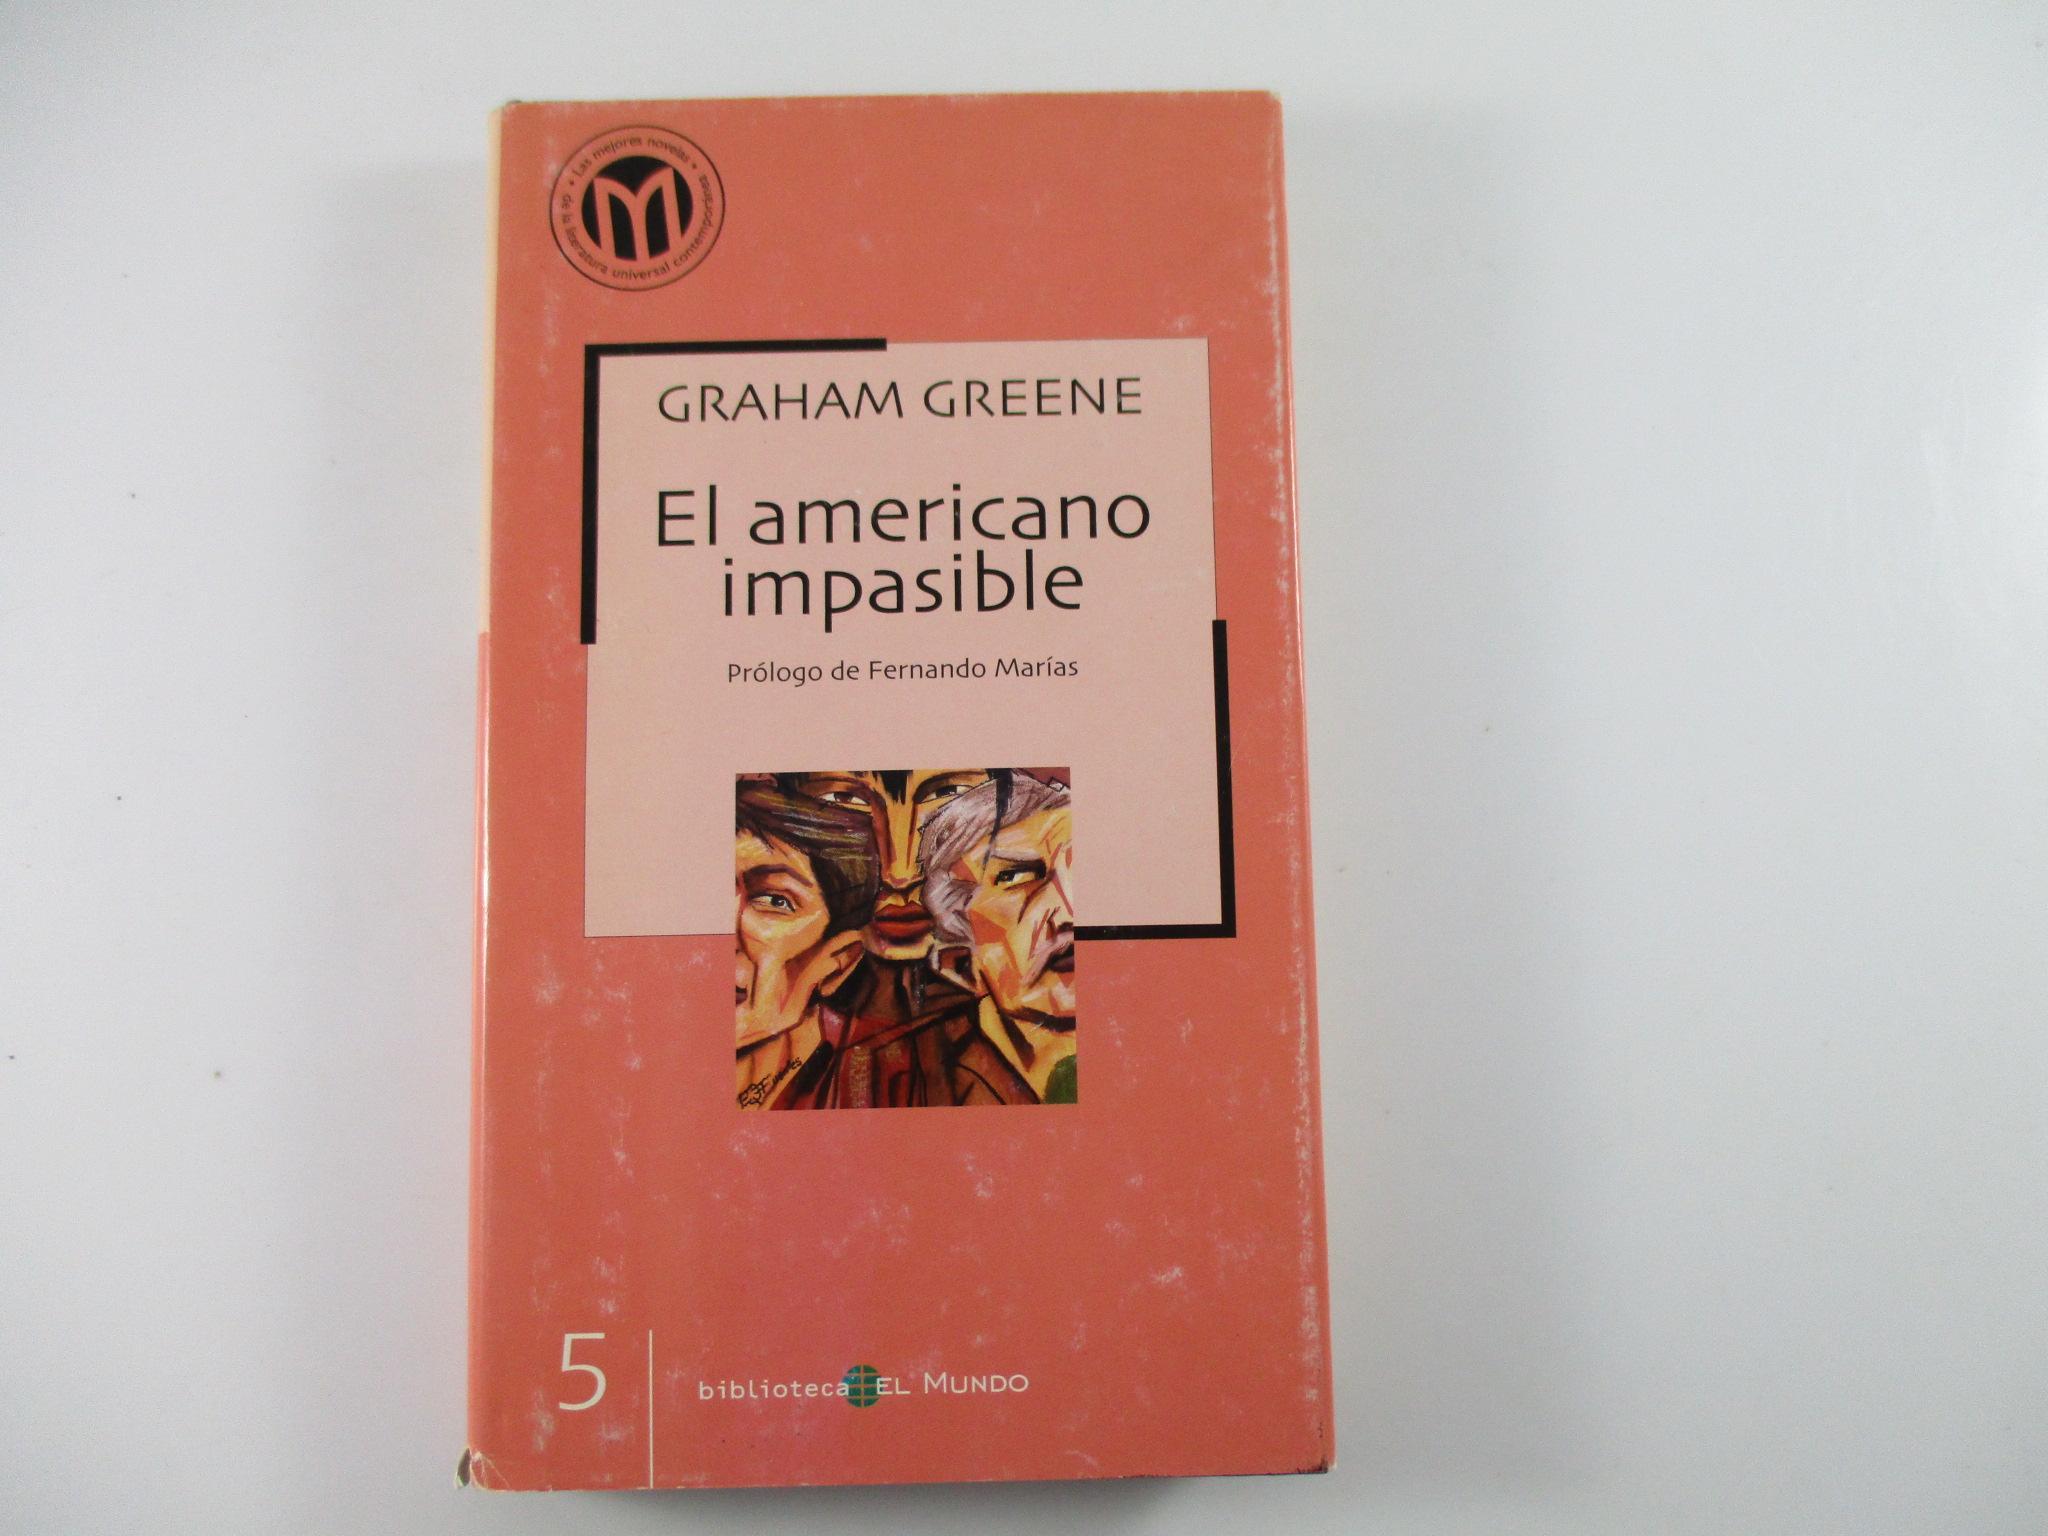 • Las mejores novelas •
de la literatura universal contemporánea
M
GRAHAM GREENE
El americano
impasible
Prólogo de Fernando Marías
5
biblioteca EL MUNDO